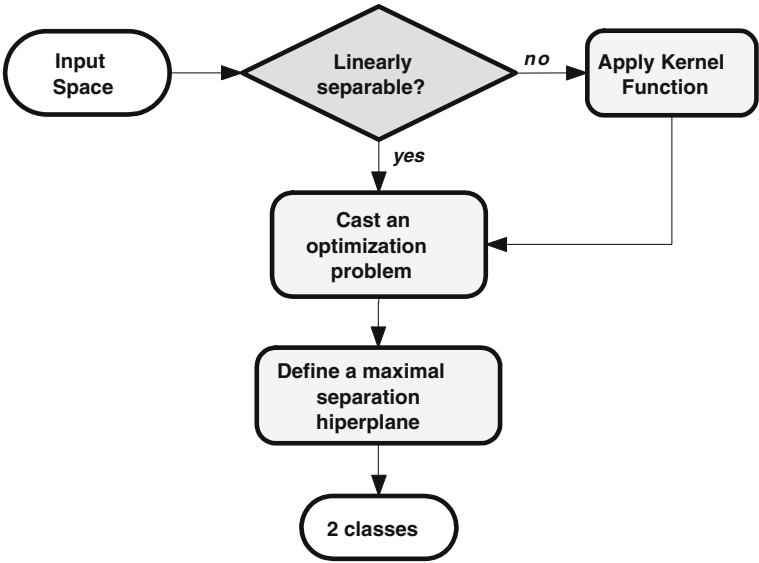 Input
Space
Linearly
separable?
no
Apply Kernel
Function
yes
Cast an
optimization
problem
Define a maximal
separation
hiperplane
2 classes